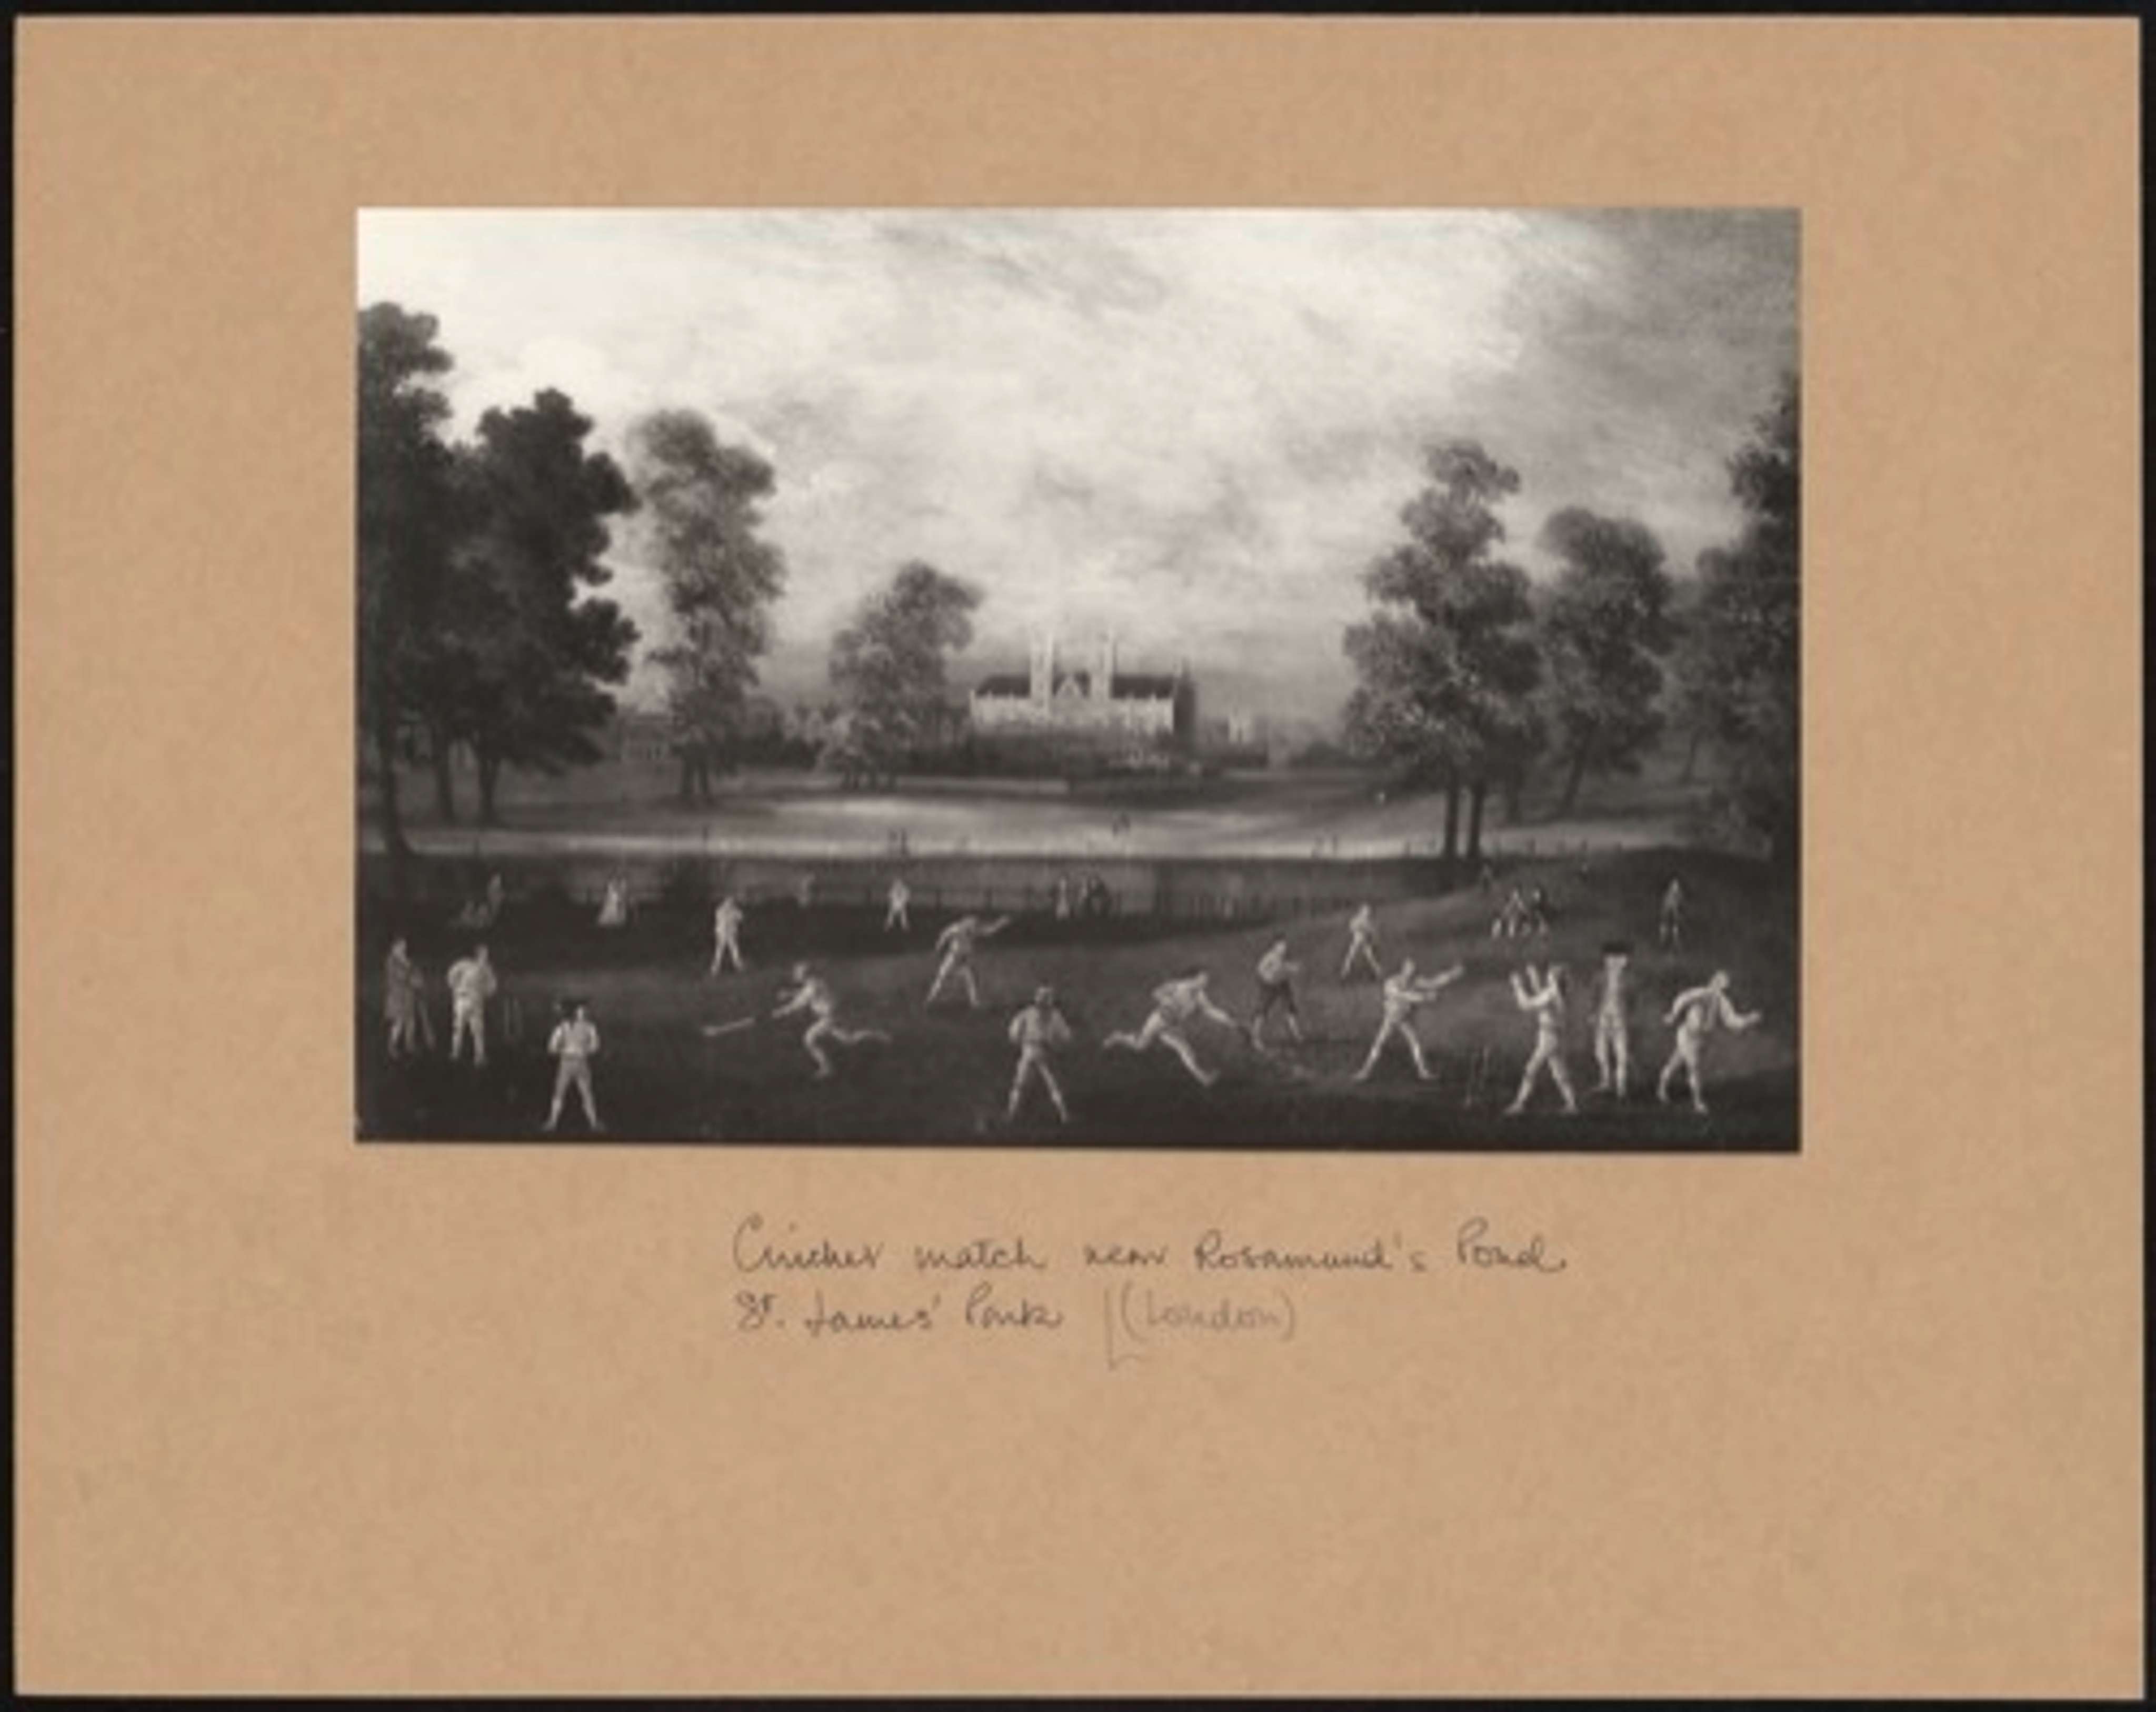 Cricket match near Rosamund's Pond
St. James' Park (London)